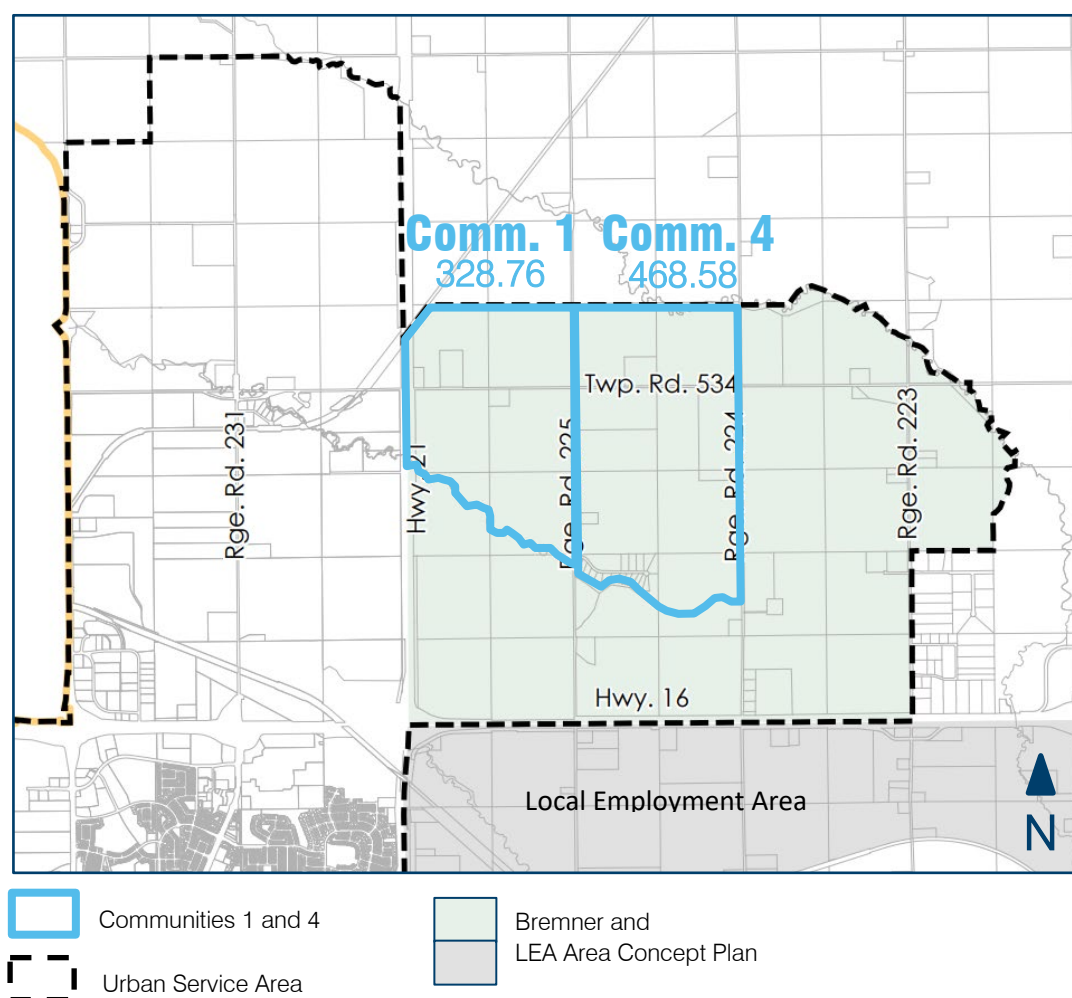 Comm. 1 Comm. 4
328.76 468.58
Twp. Rd. 534
Rge. Rd. 231
Hwy. 21
Rge. Rd. 225
Rge. Rd. 224
Rge. Rd. 223
Hwy. 16
Local Employment Area
N
Communities 1 and 4
Urban Service Area
Bremner and
LEA Area Concept Plan